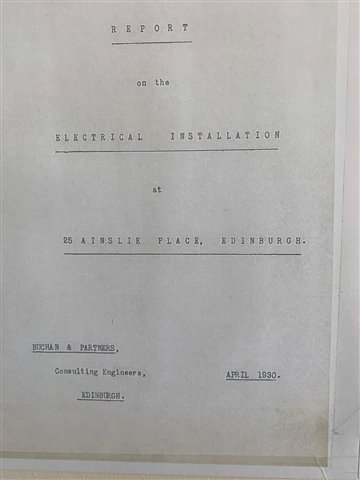 REPORT
on the
ELECTRICAL INSTALLATION
at
25 AINSLIE PLACE, EDINBURGH.
BUCHAN & PARTNERS,
Consulting Engineers,
APRIL 1930.
EDINBURGH.